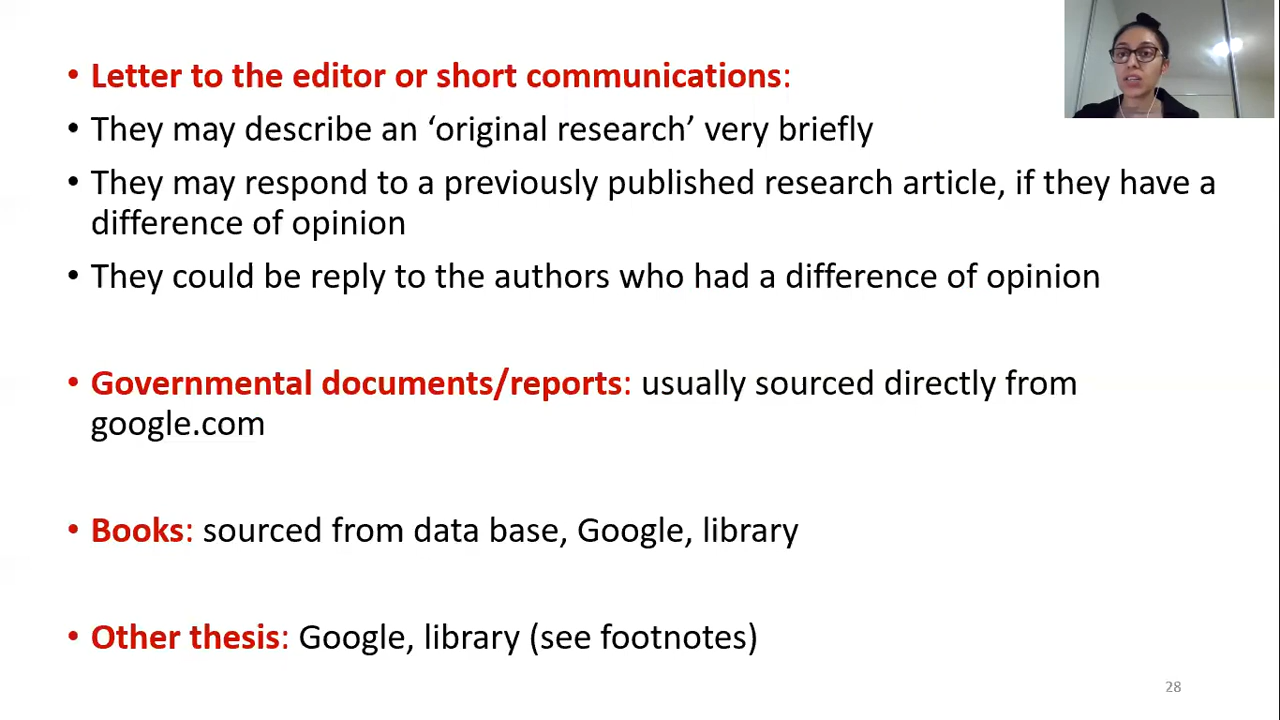 • Letter to the editor or short communications:
• They may describe an ‘original research’ very briefly
• They may respond to a previously published research article, if they have a
difference of opinion
• They could be reply to the authors who had a difference of opinion
• Governmental documents/reports: usually sourced directly from
google.com
• Books: sourced from data base, Google, library
• Other thesis: Google, library (see footnotes)
28